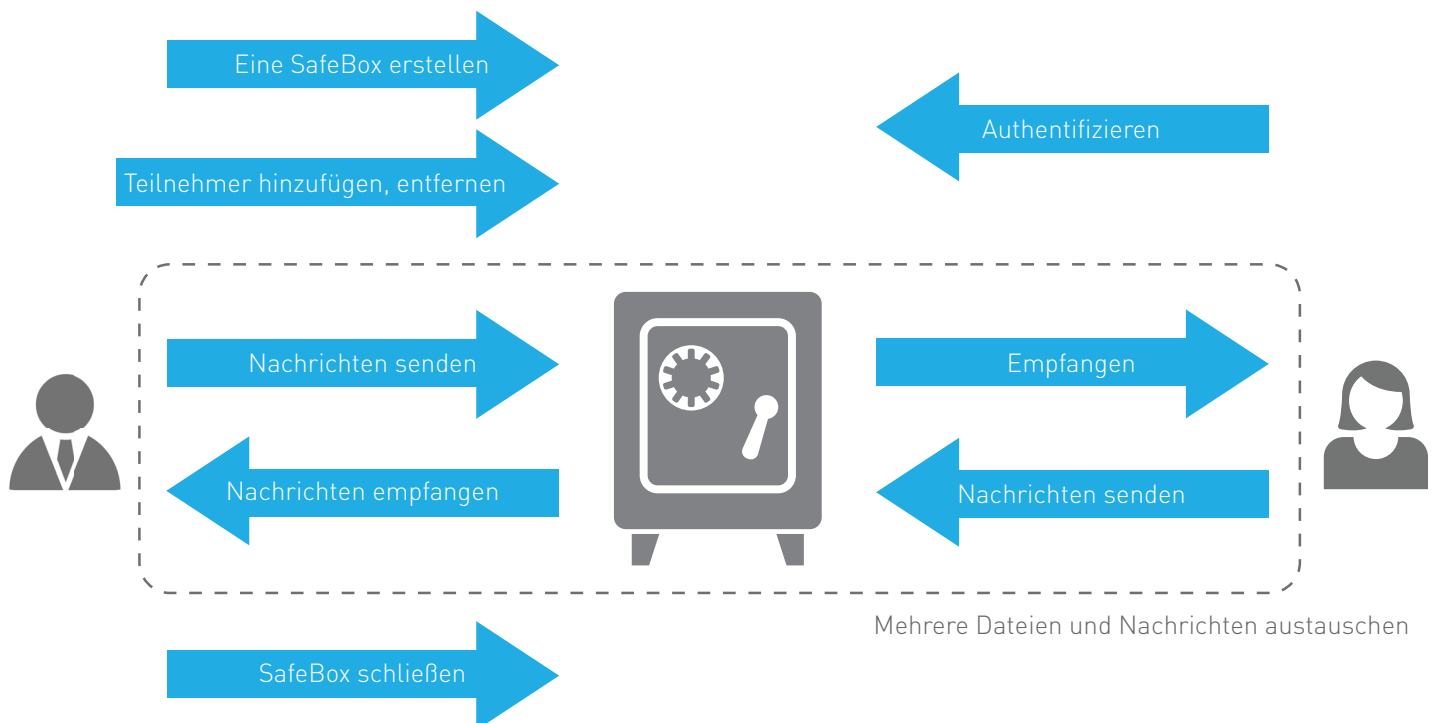 Eine SafeBox erstellen
Authentifizieren
Teilnehmer hinzufügen, entfernen
Nachrichten senden
Empfangen
Nachrichten empfangen
Nachrichten senden
Mehrere Dateien und Nachrichten austauschen
SafeBox schließen